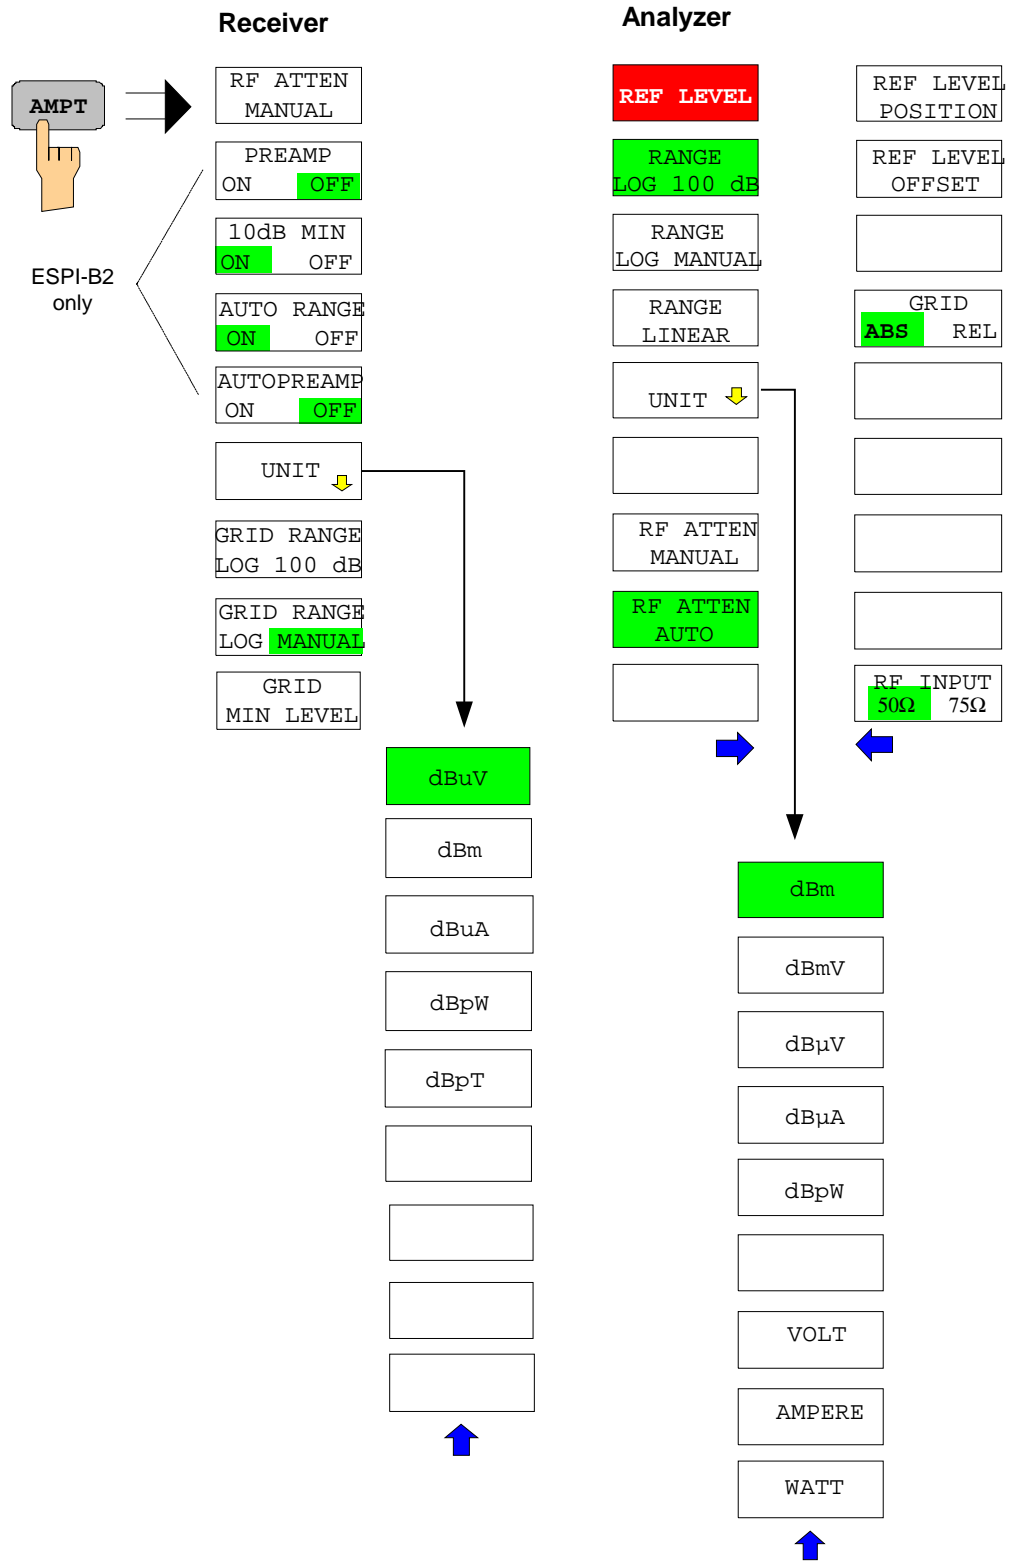 Receiver
AMPT
RF ATTEN
MANUAL
PREAMP
ON OFF
10dB MIN
ON OFF
ESPI-B2
only
AUTO RANGE
ON OFF
AUTOPREAMP
ON OFF
UNIT
GRID RANGE
LOG 100 dB
GRID RANGE
LOG MANUAL
GRID
MIN LEVEL
dBuV
dBm
dBuA
dBpW
dBpT
Analyzer
REF LEVEL
RANGE
LOG 100 dB
RANGE
LOG MANUAL
RANGE
LINEAR
UNIT
RF ATTEN
MANUAL
RF ATTEN
AUTO
REF LEVEL
POSITION
REF LEVEL
OFFSET
GRID
ABS REL
RF INPUT
50Ω 75Ω
dBm
dBmV
dBµV
dBµA
dBpW
VOLT
AMPERE
WATT